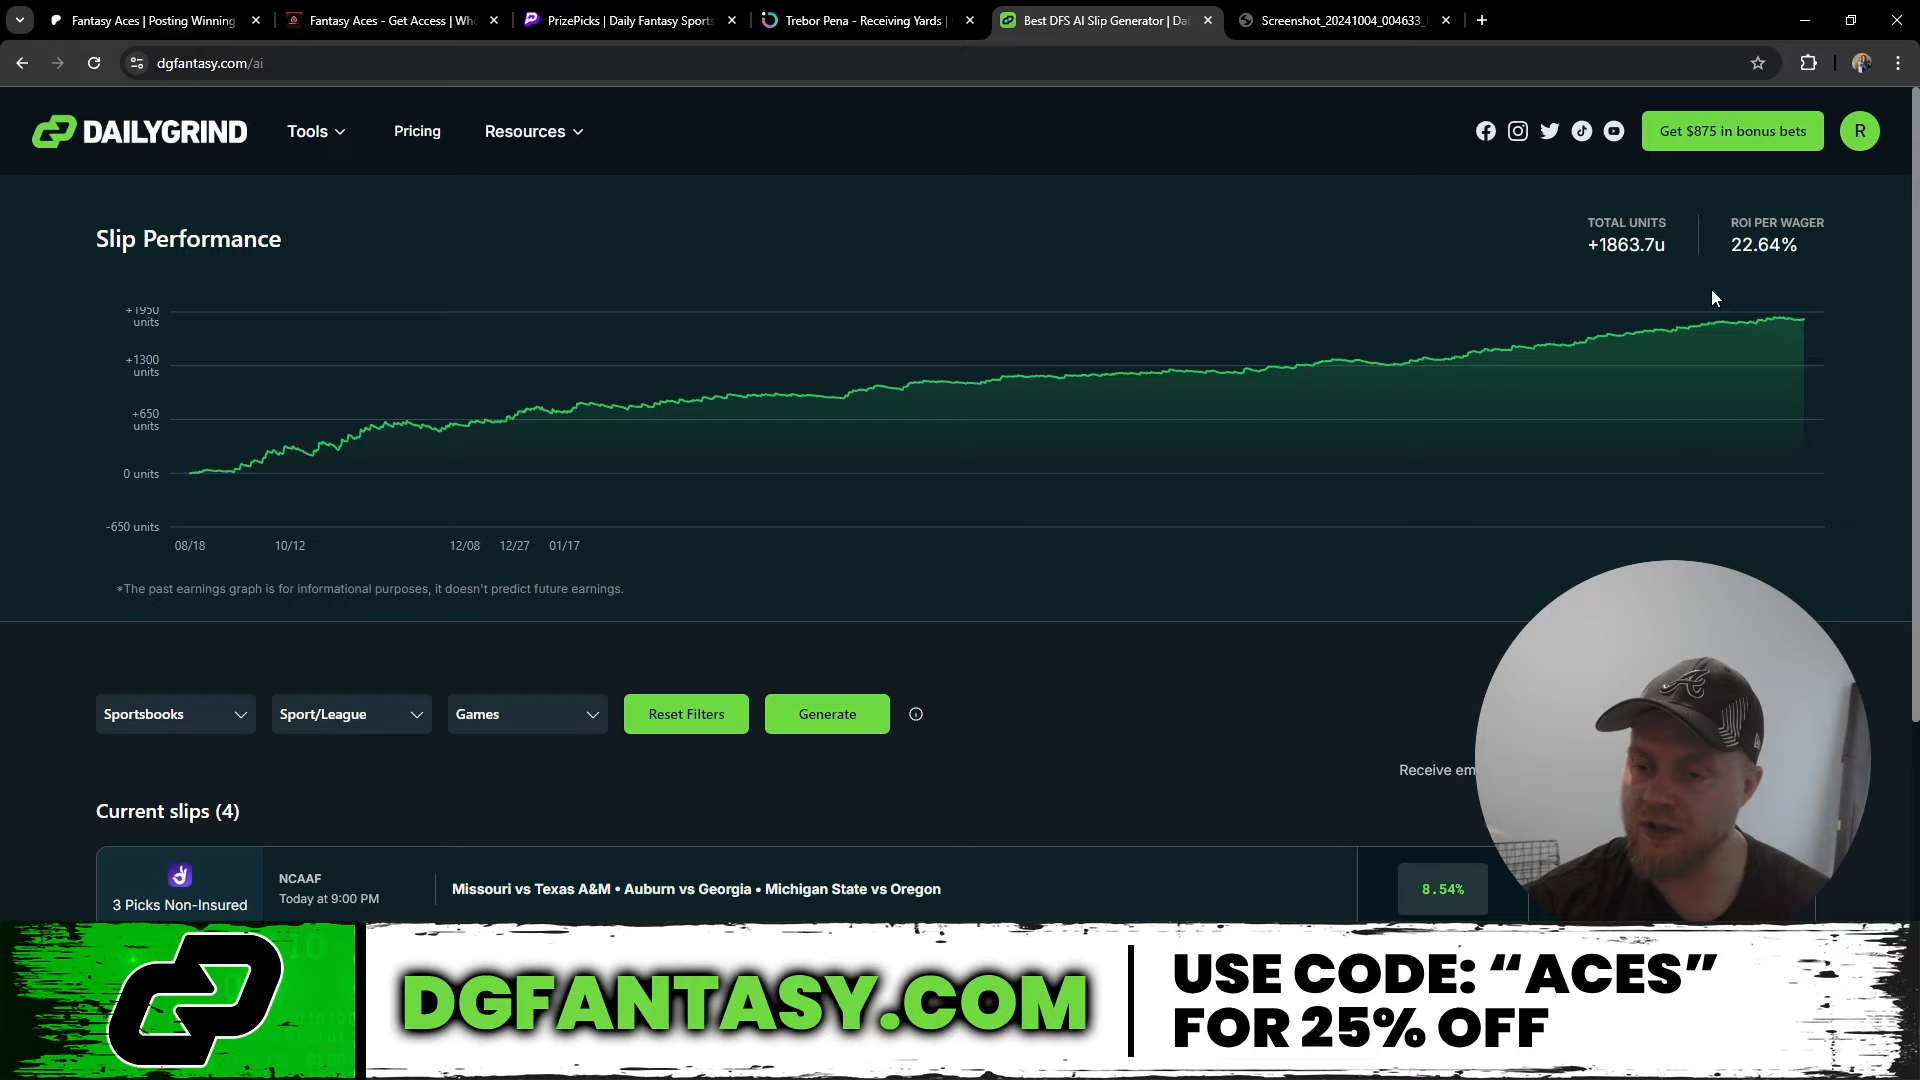 Fantasy Aces | Posting Winning
Fantasy Aces - Get Access | Who
PrizePicks | Daily Fantasy Sports
Trebor Pena - Receiving Yards |
Best DFS AI Slip Generator | Dai
Screenshot_20241004_004633_
dgfantasy.com/ai
DAILYGRIND
Tools
Pricing
Resources
Get $875 in bonus bets
R
Slip Performance
TOTAL UNITS
+1863.7u
ROI PER WAGER
22.64%
+1950
units
+1300
units
+650
units
0 units
-650 units
08/18
10/12
12/08
12/27
01/17
*The past earnings graph is for informational purposes, it doesn't predict future earnings.
Sportsbooks
Sport/League
Games
Reset Filters
Generate
Receive em
Current slips (4)
3 Picks Non-Insured
NCAAF
Today at 9:00 PM
Missouri vs Texas A&M • Auburn vs Georgia • Michigan State vs Oregon
8.54%
DGFANTASY.COM
USE CODE: “ACES”
FOR 25% OFF